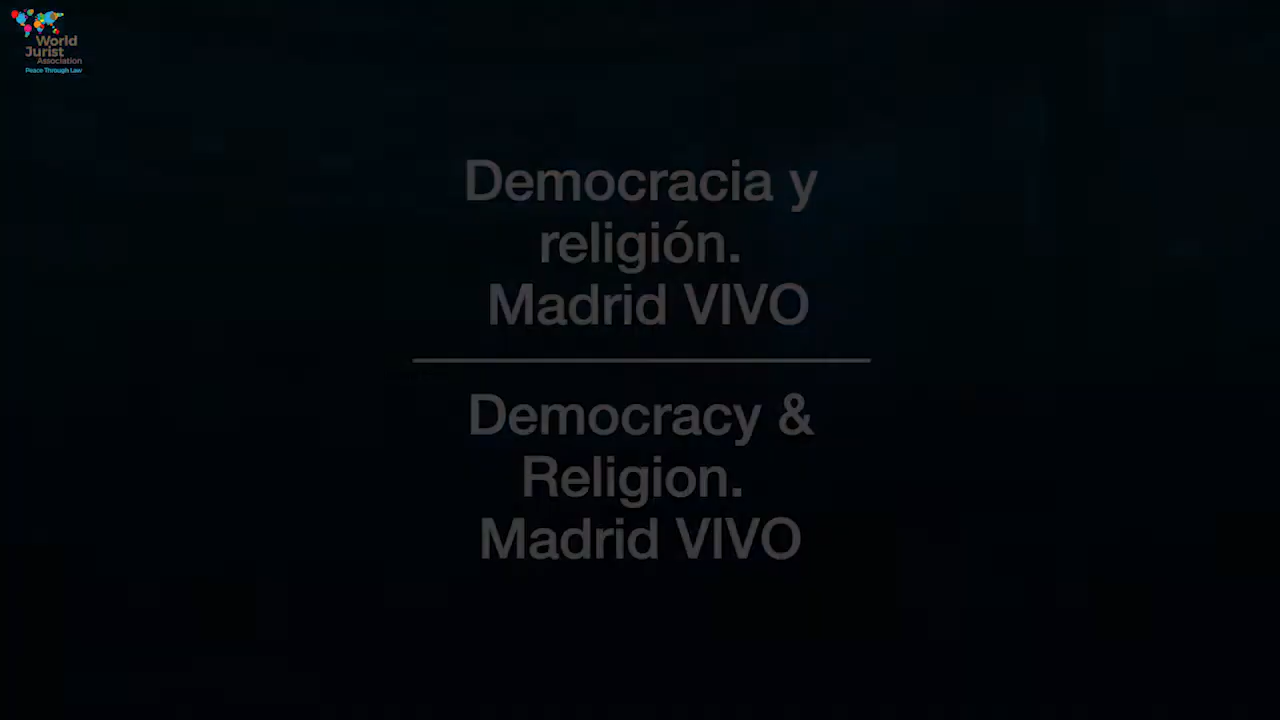 World
Jurist
Association
Peace Through Law
Democracia y
religión.
Madrid VIVO
Democracy &
Religion.
Madrid VIVO